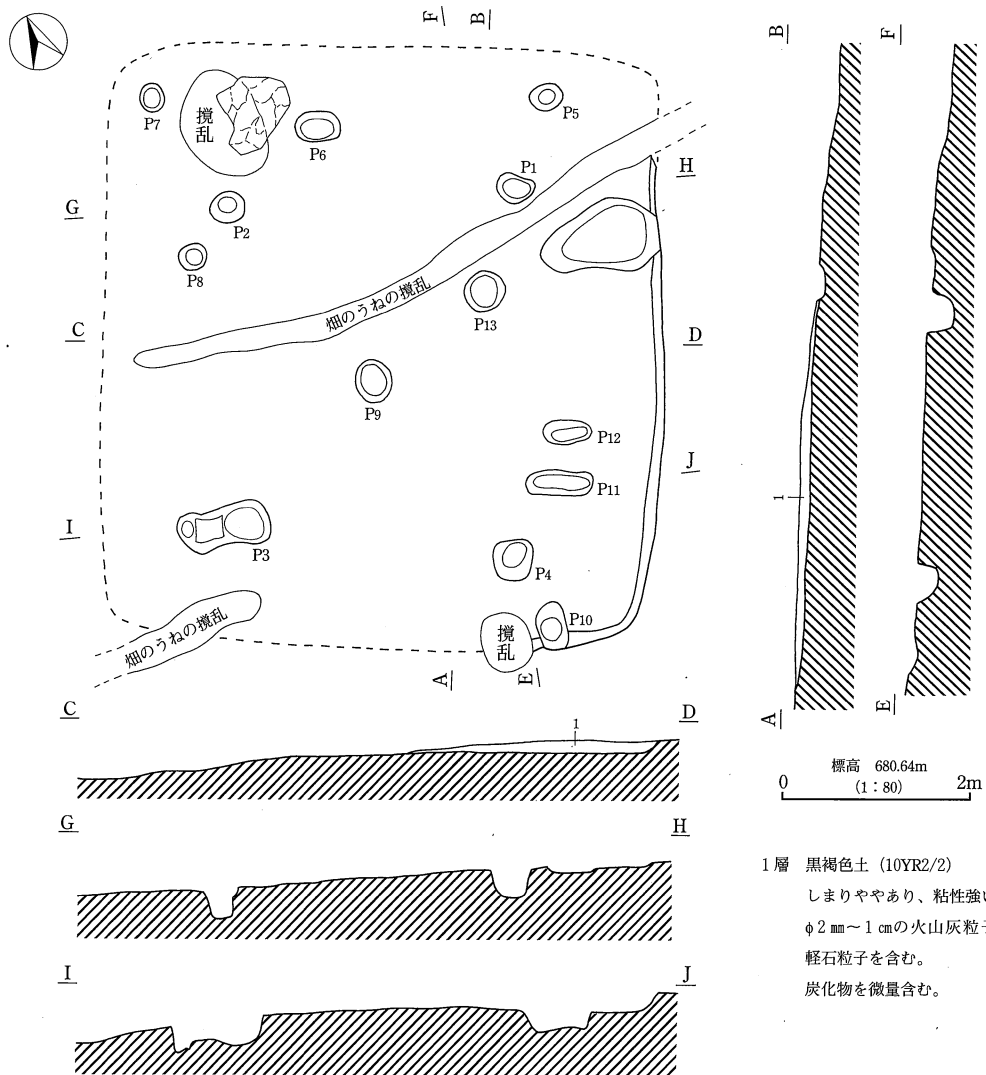 F B
B F
P7
攪乱
P6
P5
P1
H
G
P2
P8
畑のうねの攪乱
C
P13
D
P9
P12
J
P11
1
I
P3
P4
畑のうねの攪乱
攪乱
P10
A E
A E
C
1
D
標高 680.64m
0 (1:80) 2m
G H
1層 黒褐色土 (10YR2/2)
しまりややあり、粘性強い
φ2㎜~1㎝の火山灰粒子
軽石粒子を含む。
炭化物を微量含む。
I J